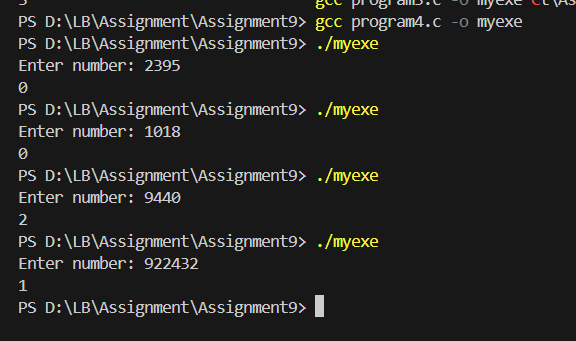 gcc program3.c -o myexe
PS D:\LB\Assignment\Assignment9> gcc program4.c -o myexe
PS D:\LB\Assignment\Assignment9> ./myexe
Enter number: 2395
0
PS D:\LB\Assignment\Assignment9> ./myexe
Enter number: 1018
0
PS D:\LB\Assignment\Assignment9> ./myexe
Enter number: 9440
2
PS D:\LB\Assignment\Assignment9> ./myexe
Enter number: 922432
1
PS D:\LB\Assignment\Assignment9>